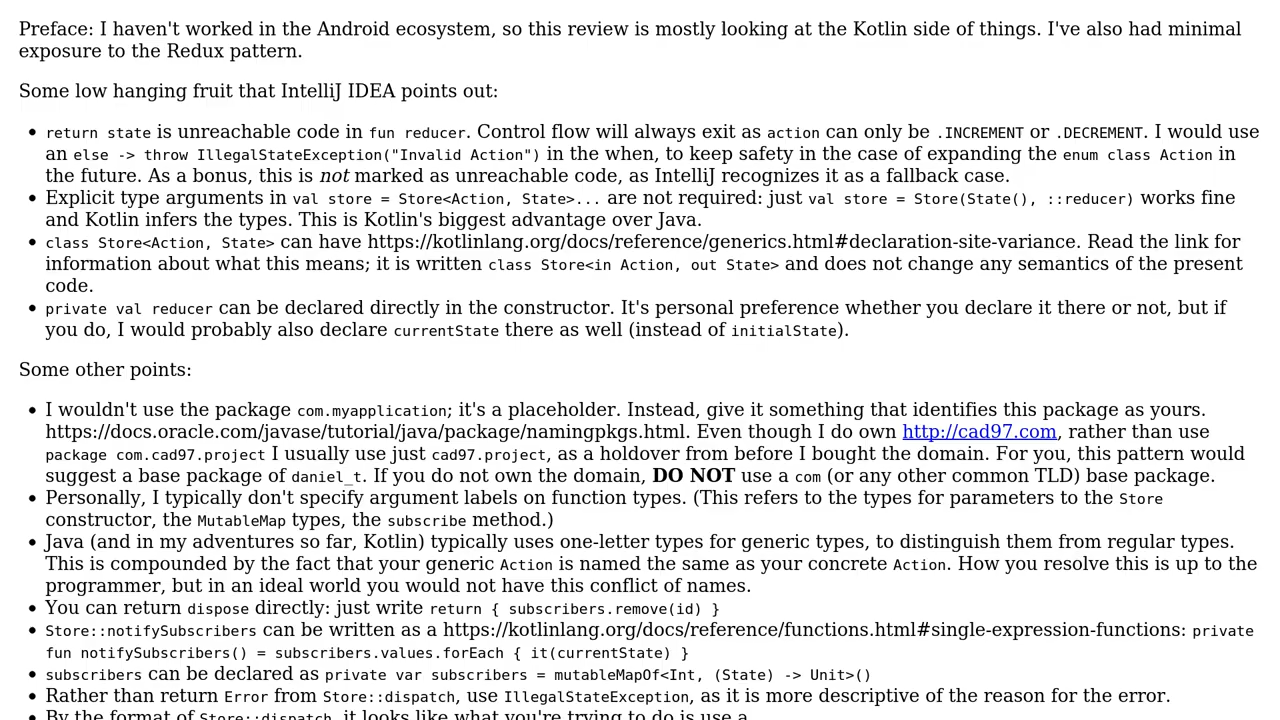 Preface: I haven't worked in the Android ecosystem, so this review is mostly looking at the Kotlin side of things. I've also had minimal
exposure to the Redux pattern.
Some low hanging fruit that IntelliJ IDEA points out:
• return state is unreachable code in fun reducer. Control flow will always exit as action can only be .INCREMENT or .DECREMENT. I would use
an else -> throw IllegalStateException("Invalid Action") in the when, to keep safety in the case of expanding the enum class Action in
the future. As a bonus, this is not marked as unreachable code, as IntelliJ recognizes it as a fallback case.
• Explicit type arguments in val store = Store<Action, State>... are not required: just val store = Store(State(), ::reducer) works fine
and Kotlin infers the types. This is Kotlin's biggest advantage over Java.
• class Store<Action, State> can have https://kotlinlang.org/docs/reference/generics.html#declaration-site-variance. Read the link for
information about what this means; it is written class Store<in Action, out State> and does not change any semantics of the present
code.
• private val reducer can be declared directly in the constructor. It's personal preference whether you declare it there or not, but if
you do, I would probably also declare currentState there as well (instead of initialState).
Some other points:
• I wouldn't use the package com.myapplication; it's a placeholder. Instead, give it something that identifies this package as yours.
https://docs.oracle.com/javase/tutorial/java/package/namingpkgs.html. Even though I do own http://cad97.com, rather than use
package com.cad97.project I usually use just cad97.project, as a holdover from before I bought the domain. For you, this pattern would
suggest a base package of daniel_t. If you do not own the domain, DO NOT use a com (or any other common TLD) base package.
• Personally, I typically don't specify argument labels on function types. (This refers to the types for parameters to the Store
constructor, the MutableMap types, the subscribe method.)
• Java (and in my adventures so far, Kotlin) typically uses one-letter types for generic types, to distinguish them from regular types.
This is compounded by the fact that your generic Action is named the same as your concrete Action. How you resolve this is up to the
programmer, but in an ideal world you would not have this conflict of names.
• You can return dispose directly: just write return { subscribers.remove(id) }
• Store::notifySubscribers can be written as a https://kotlinlang.org/docs/reference/functions.html#single-expression-functions: private
fun notifySubscribers() = subscribers.values.forEach { it(currentState) }
• subscribers can be declared as private var subscribers = mutableMapOf<Int, (State) -> Unit>()
• Rather than return Error from Store::dispatch, use IllegalStateException, as it is more descriptive of the reason for the error.
• By the format of Store::dispatch, it looks like what you're trying to do is use a